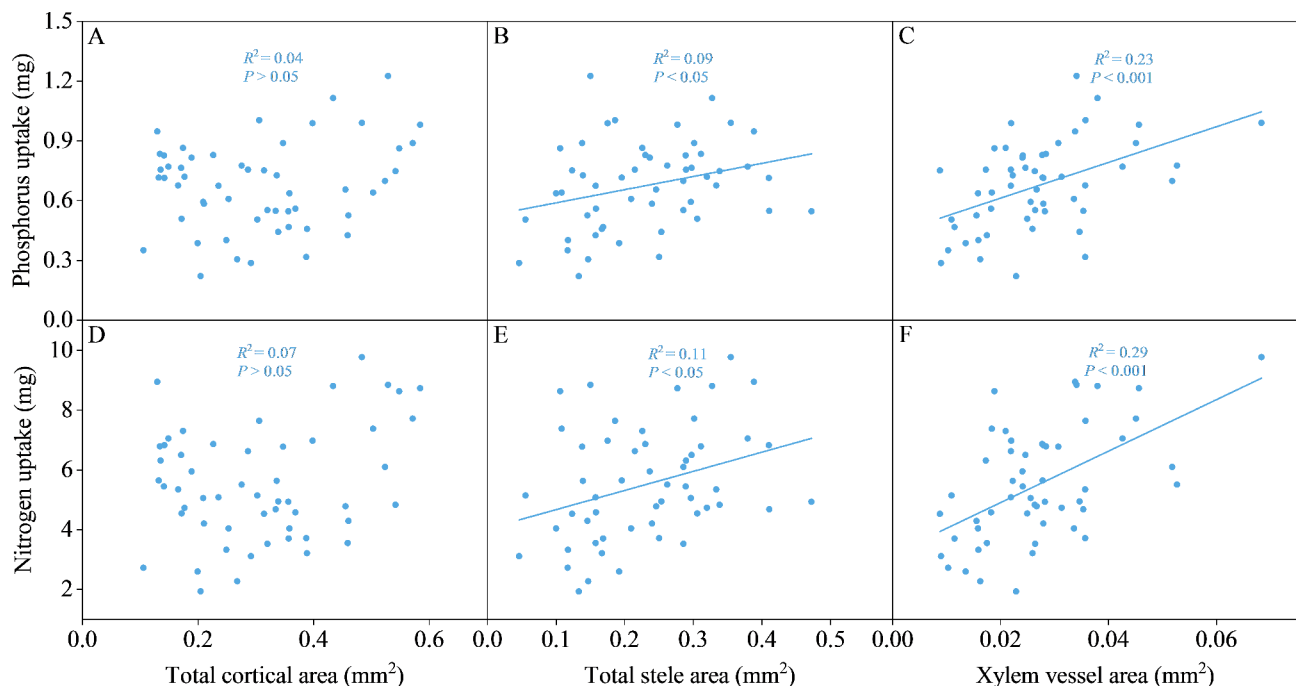 A
R² = 0.04
P > 0.05
B
R² = 0.09
P < 0.05
C
R² = 0.23
P < 0.001
Phosphorus uptake (mg)
1.5
1.2
0.9
0.6
0.3
0.0
D
R² = 0.07
P > 0.05
E
R² = 0.11
P < 0.05
F
R² = 0.29
P < 0.001
Nitrogen uptake (mg)
10
8
6
4
2
0.0 0.2 0.4 0.6 0.0 0.1 0.2 0.3 0.4 0.5 0.00 0.02 0.04 0.06
Total cortical area (mm²) Total stele area (mm²) Xylem vessel area (mm²)